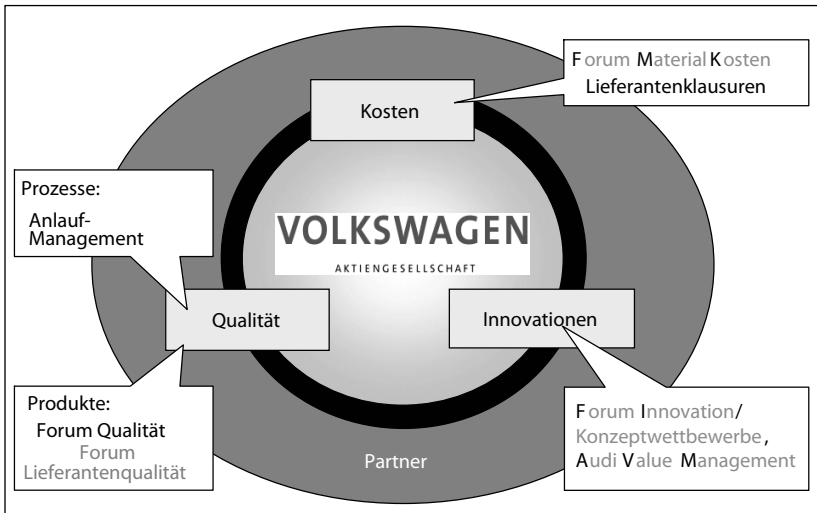 Forum Material Kosten
Lieferantenklausuren
Kosten
Prozesse:
Anlauf-
Management
VOLKSWAGEN
AKTIENGESELLSCHAFT
Qualität
Innovationen
Produkte:
Forum Qualität
Forum
Lieferantenqualität
Partner
Forum Innovation/
Konzeptwettbewerbe,
Audi Value Management